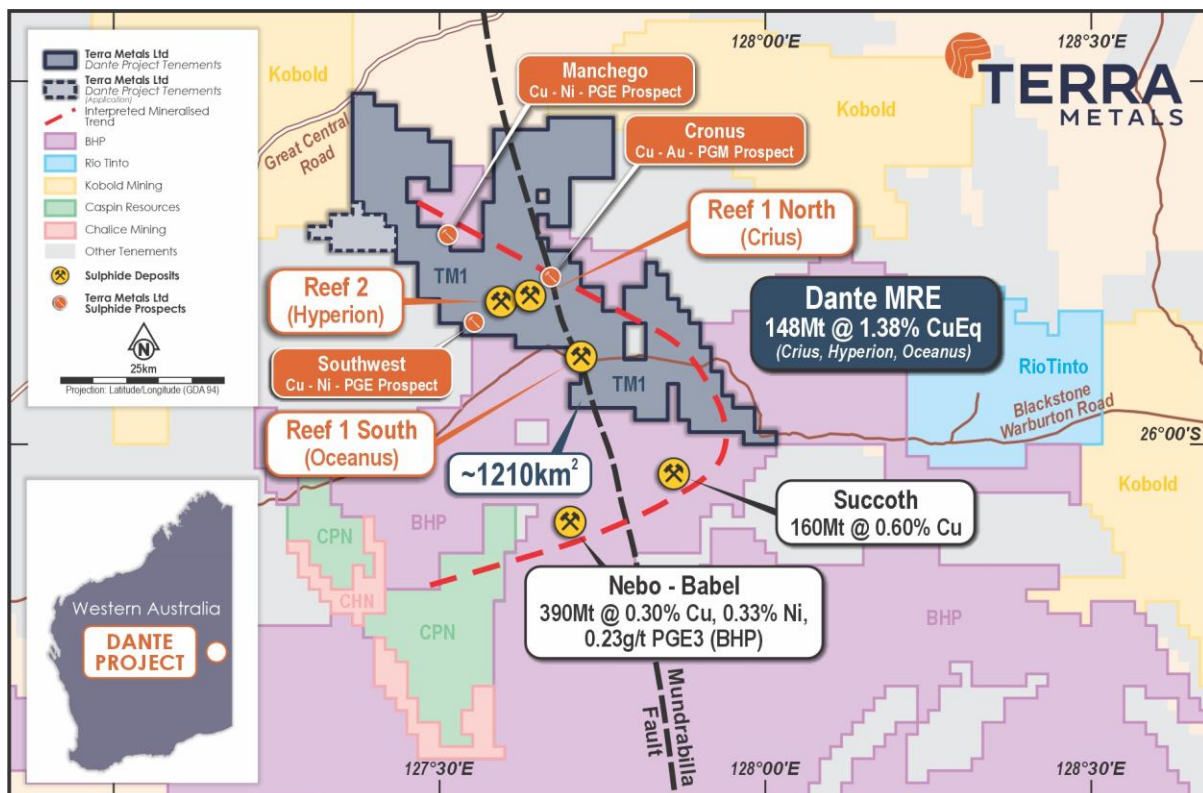 Terra Metals Ltd
Dante Project Tenements
Terra Metals Ltd
Dante Project Tenements
(Application)
Interpreted Mineralised
Trend
BHP
Rio Tinto
Kobold Mining
Caspin Resources
Chalice Mining
Other Tenements
Sulphide Deposits
Terra Metals Ltd
Sulphide Prospects
N
25km
Projection: Latitude/Longitude (GDA 94)
128°00'E
128°30'E
TERRA
METALS
Kobold
Great Central
Road
Manchego
Cu - Ni - PGE Prospect
Cronus
Cu - Au - PGM Prospect
Kobold
Reef 1 North
(Crius)
TM1
Reef 2
(Hyperion)
Dante MRE
148Mt @ 1.38% CuEq
(Crius, Hyperion, Oceanus)
Southwest
Cu - Ni - PGE Prospect
TM1
RioTinto
Blackstone
Warburton Road
Reef 1 South
(Oceanus)
26°00'S
~1210km²
Kobold
Succoth
160Mt @ 0.60% Cu
CPN
BHP
CHN
CPN
Nebo - Babel
390Mt @ 0.30% Cu, 0.33% Ni,
0.23g/t PGE3 (BHP)
BHP
Western Australia
DANTE
PROJECT
Mundrabilla
Fault
127°30'E
128°00'E
128°30'E